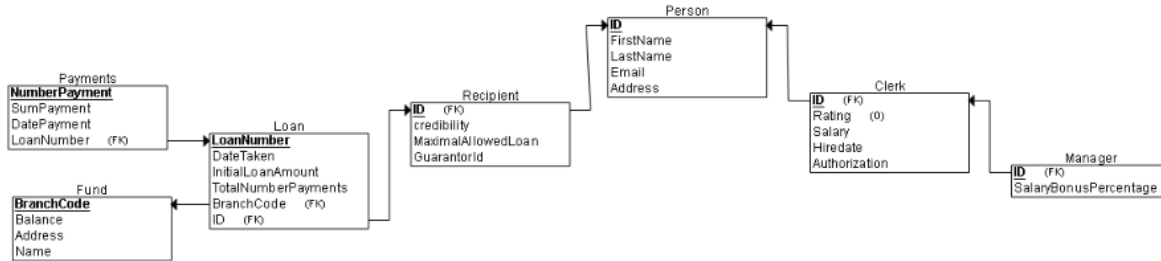 Person
ID
FirstName
LastName
Email
Address
Payments
NumberPayment
SumPayment
DatePayment
LoanNumber (FK)
Loan
LoanNumber
DateTaken
InitialLoanAmount
TotalNumberPayments
BranchCode (FK)
ID (FK)
Fund
BranchCode
Balance
Address
Name
Recipient
ID (FK)
credibility
MaximalAllowedLoan
GuarantorId
Clerk
ID (FK)
Rating (O)
Salary
Hiredate
Authorization
Manager
ID (FK)
SalaryBonusPercentage